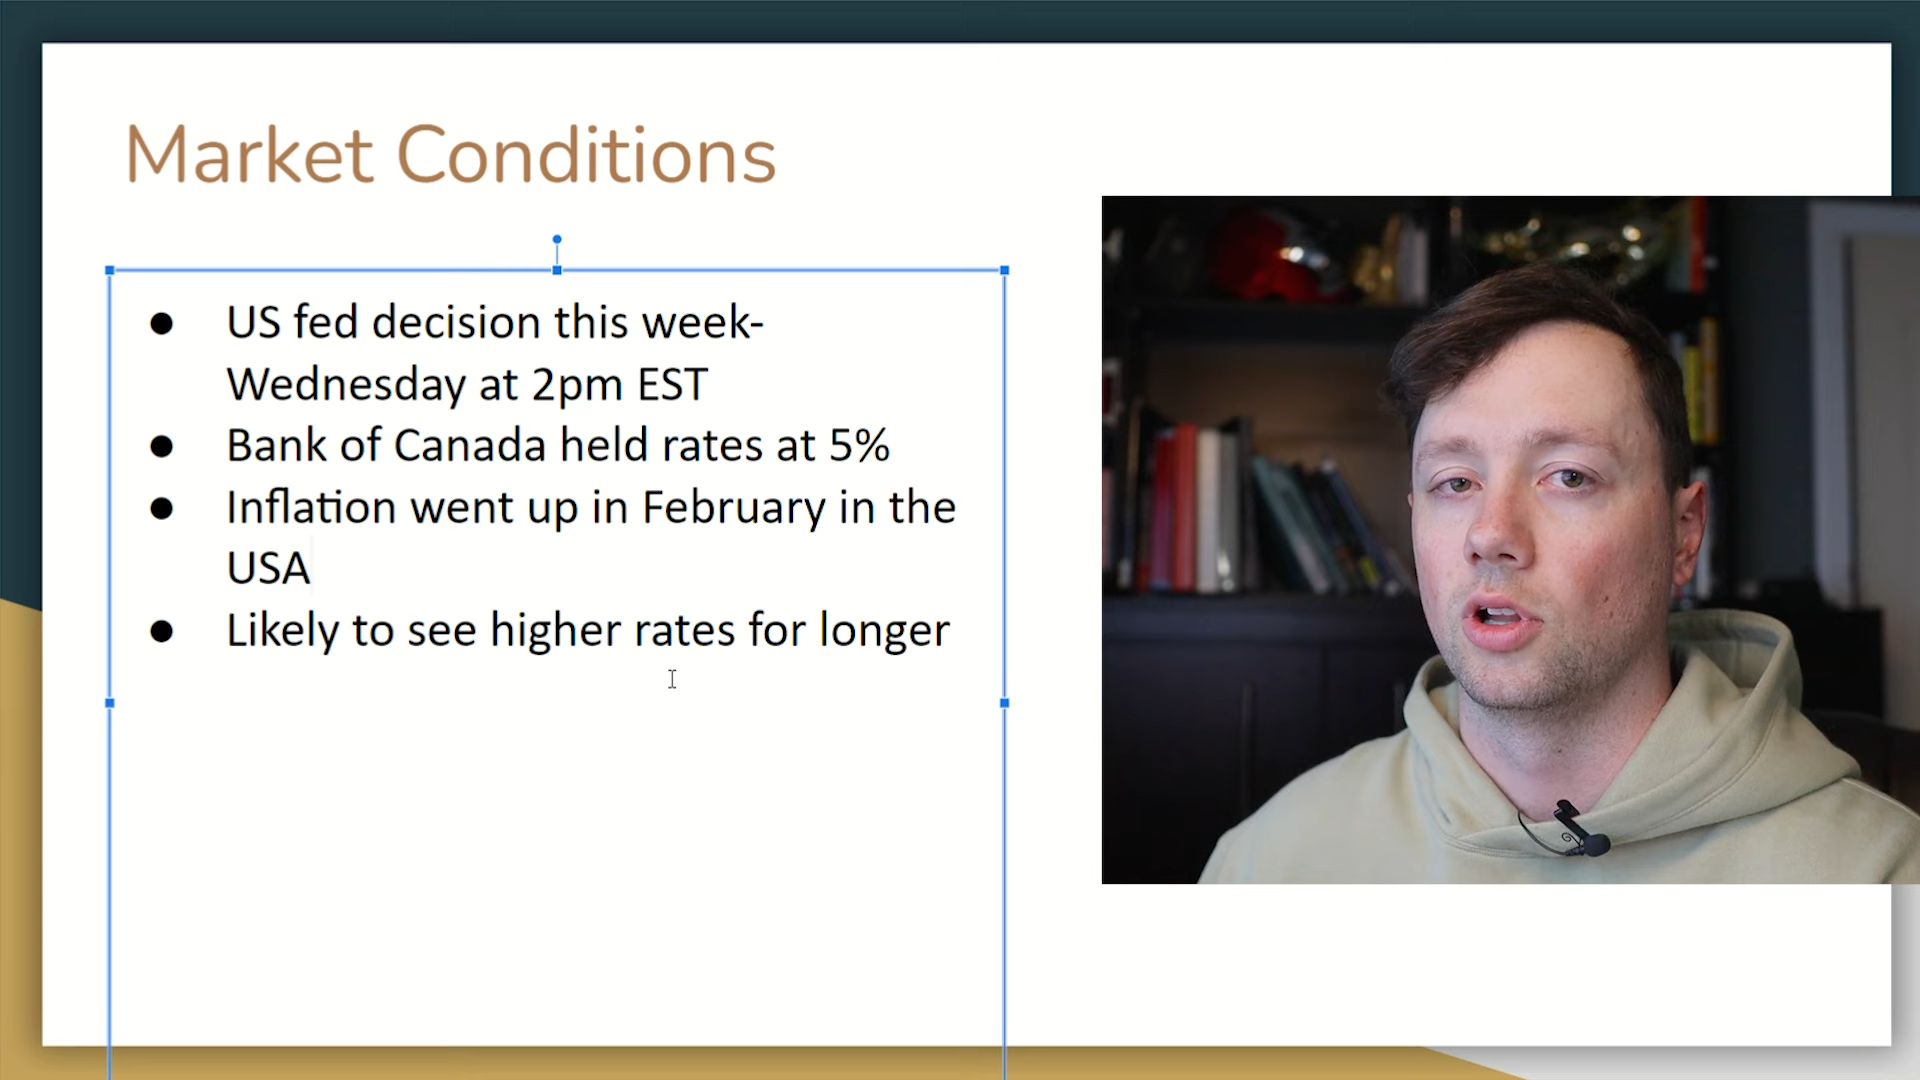 Market Conditions
● US fed decision this week-
Wednesday at 2pm EST
● Bank of Canada held rates at 5%
● Inflation went up in February in the
USA
● Likely to see higher rates for longer